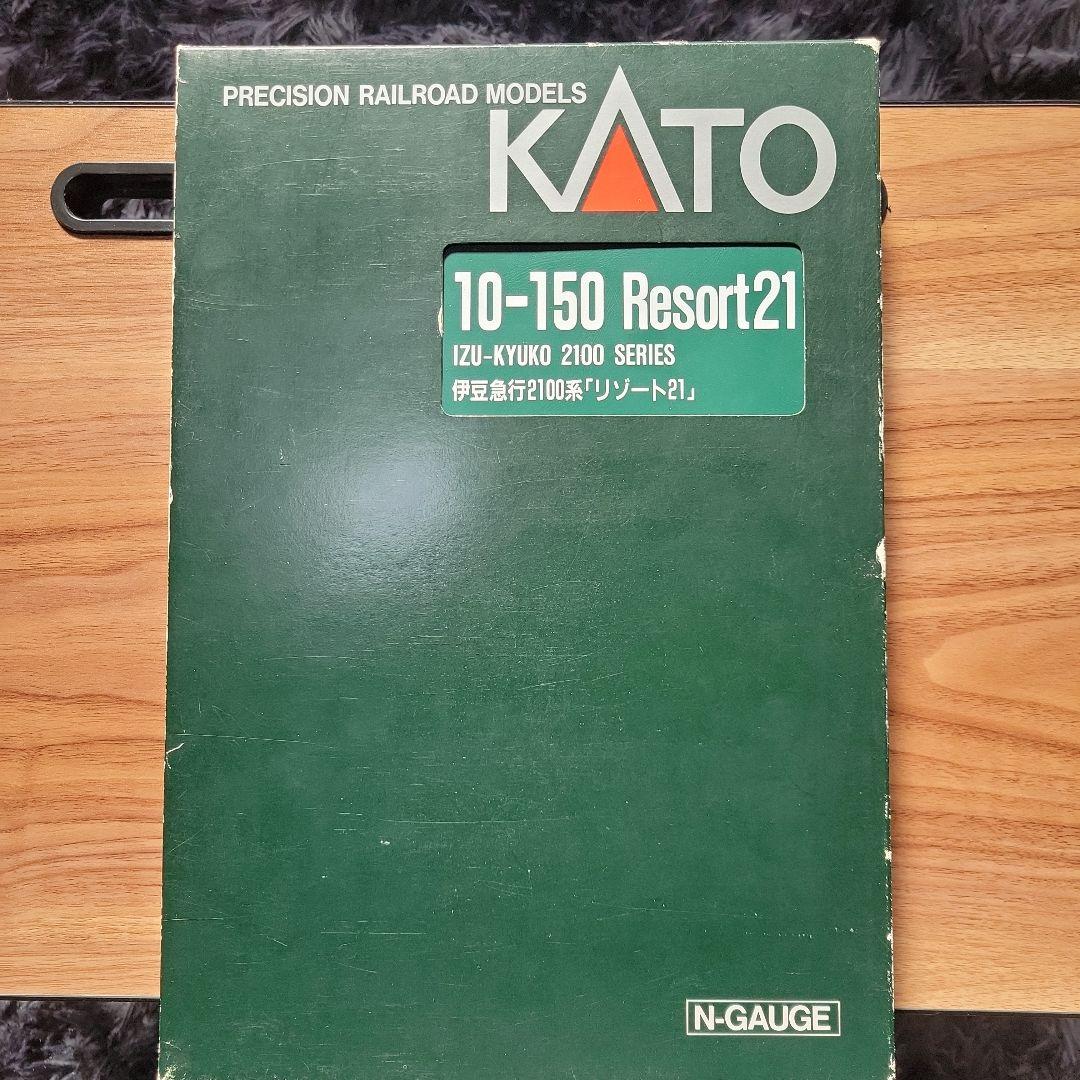 PRECISION RAILROAD MODELS
KATO
10-150 Resort21
IZU-KYUKO 2100 SERIES
伊豆急行2100系「リゾート21」
N-GAUGE